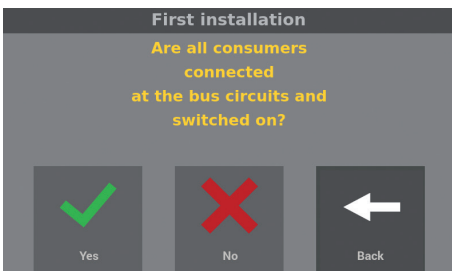 First installation
Are all consumers
connected
at the bus circuits and
switched on?
Yes
No
Back